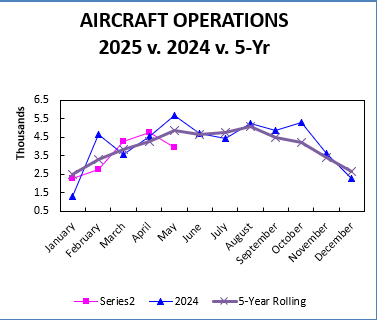 AIRCRAFT OPERATIONS
2025 v. 2024 v. 5-Yr
Thousands
6.5
5.5
4.5
3.5
2.5
1.5
0.5
January
February
March
April
May
June
July
August
September
October
November
December
Series2
2024
5-Year Rolling